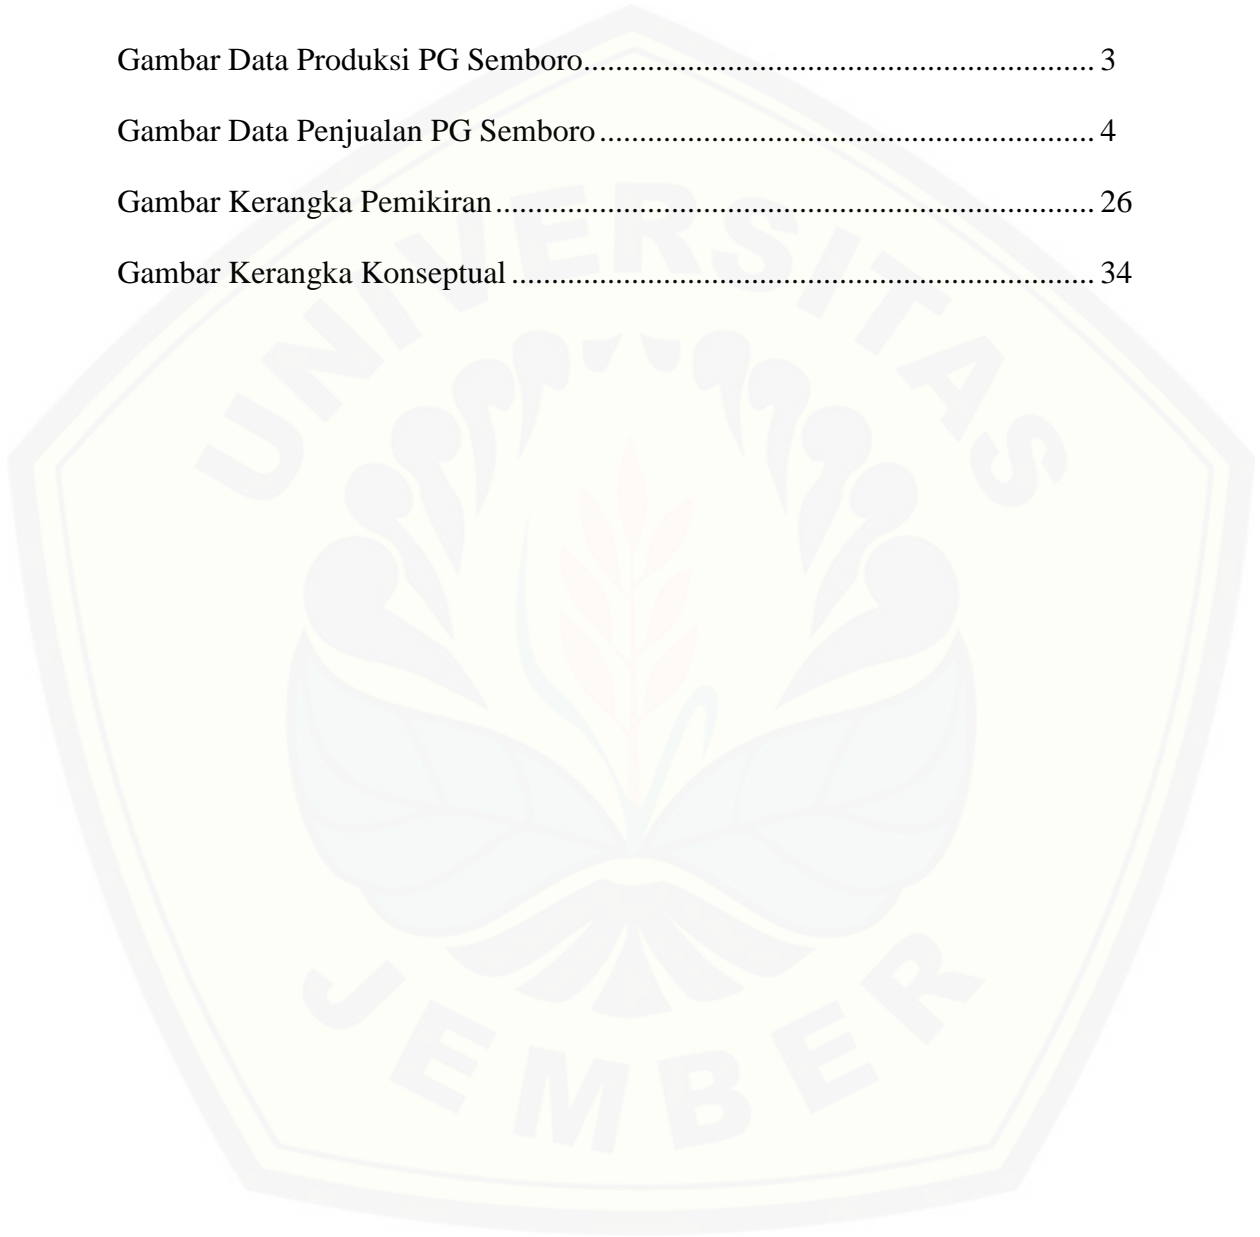 Gambar Data Produksi PG Semboro................................................................ 3
Gambar Data Penjualan PG Semboro.............................................................. 4
Gambar Kerangka Pemikiran........................................................................... 26
Gambar Kerangka Konseptual ......................................................................... 34
UNIVERSITAS
JEMBER